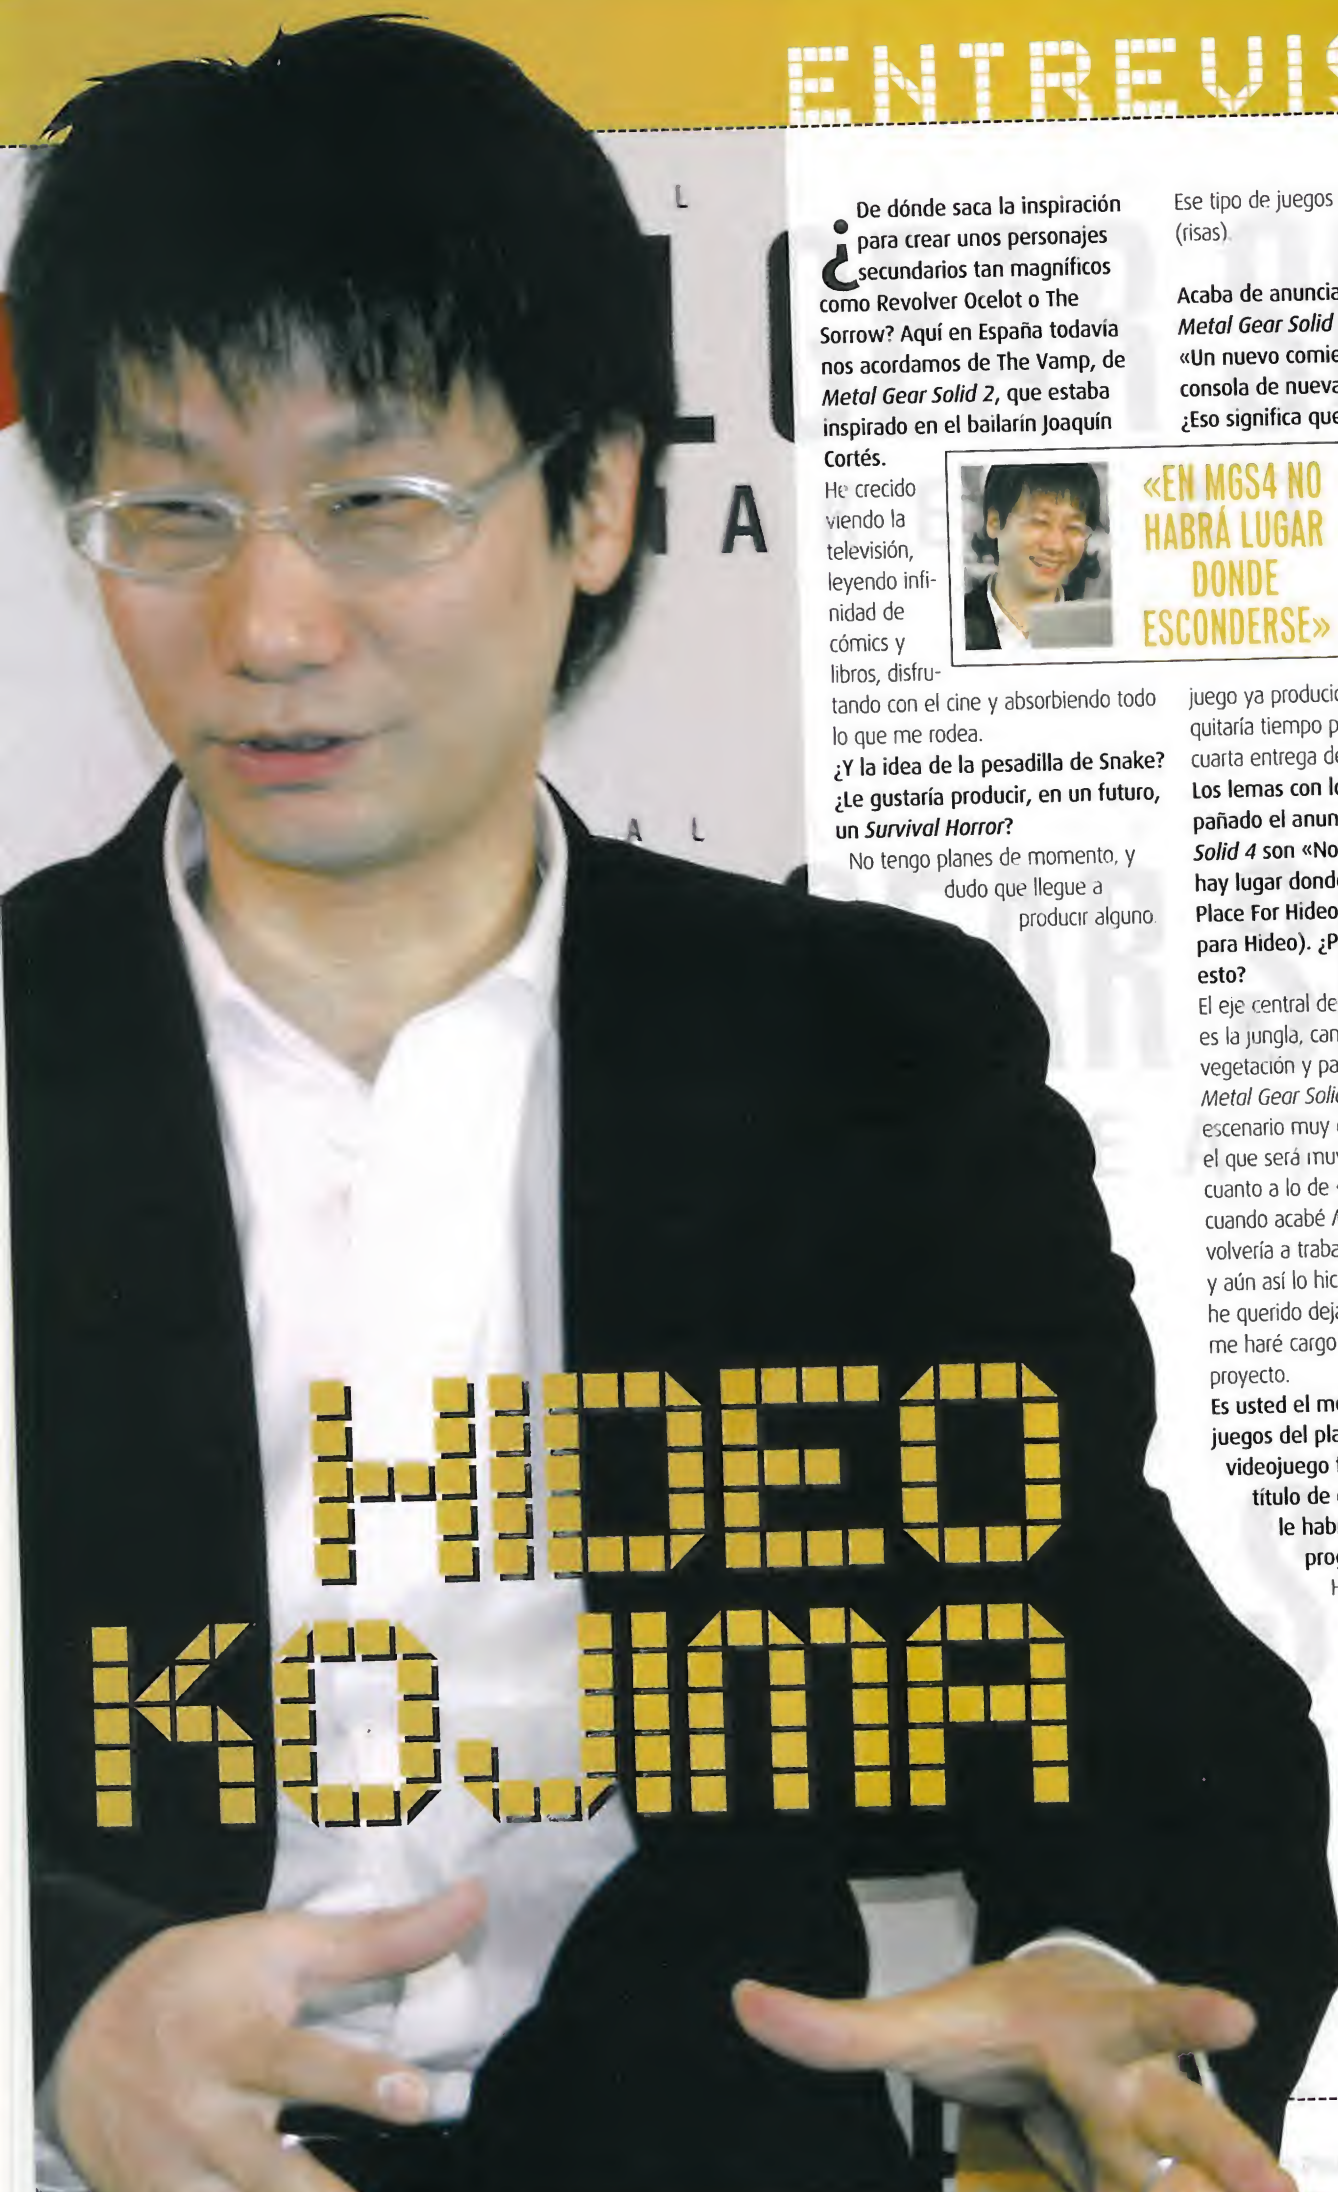 ENTREVIS
L
A
A L
¿De dónde saca la inspiración
para crear unos personajes
secundarios tan magníficos
como Revolver Ocelot o The
Sorrow? Aquí en España todavía
nos acordamos de The Vamp, de
Metal Gear Solid 2, que estaba
inspirado en el bailarín Joaquín
Cortés.
He crecido
viendo la
televisión,
leyendo infi-
nidad de
cómics y
libros, disfru-
tando con el cine y absorbiendo todo
lo que me rodea.
¿Y la idea de la pesadilla de Snake?
¿Le gustaría producir, en un futuro,
un Survival Horror?
No tengo planes de momento, y
dudo que llegue a
producir alguno.
Ese tipo de juegos
(risas).
Acaba de anuncia
Metal Gear Solid
«Un nuevo comie
consola de nueva
¿Eso significa que
«EN MGS4 NO
HABRÁ LUGAR
DONDE
ESCONDERSE»
juego ya produci
quitaría tiempo p
cuarta entrega de
Los lemas con lo
pañado el anun
Solid 4 son «No
hay lugar dond
Place For Hideo
para Hideo). ¿P
esto?
El eje central de
es la jungla, can
vegetación y pa
Metal Gear Soli
escenario muy
el que será muy
cuanto a lo de
cuando acabé
volvería a traba
y aún así lo hic
he querido deja
me haré cargo
proyecto.
Es usted el me
juegos del pla
videojuego
título de
le hab
pro
H
HIDEO
KOJIMA